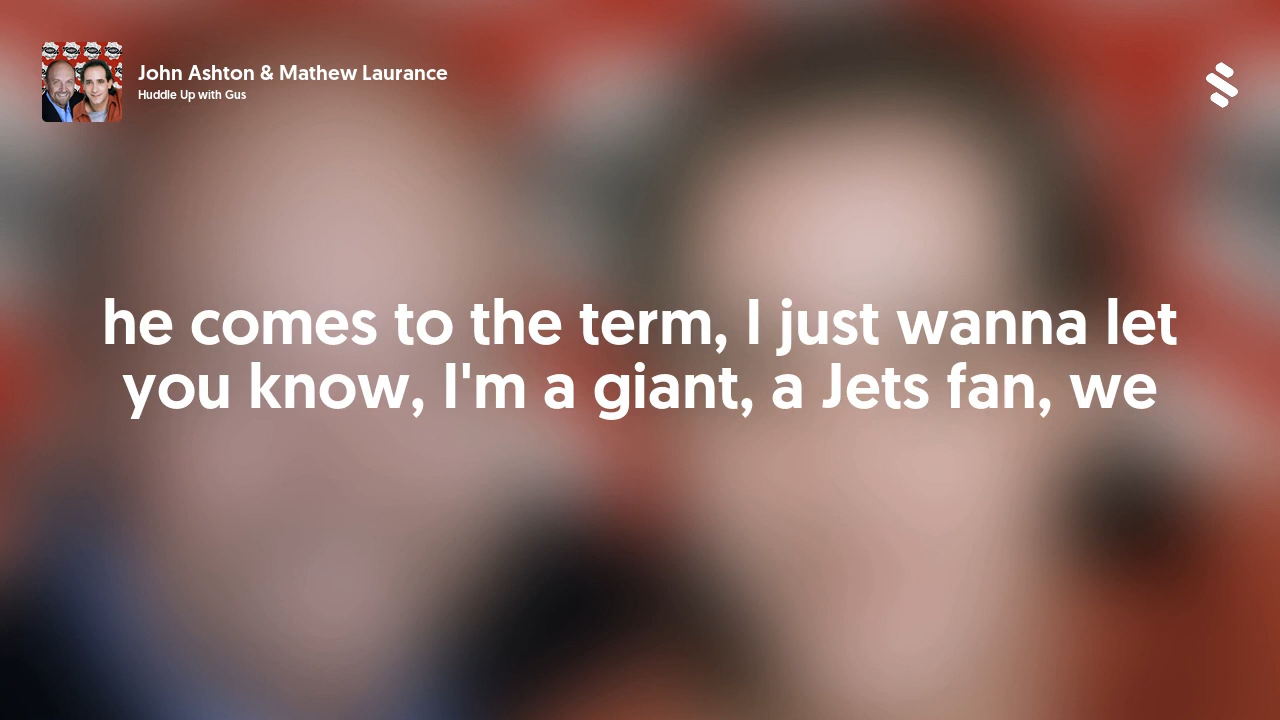 John Ashton & Mathew Laurance
Huddle Up with Gus
he comes to the term, I just wanna let
you know, I'm a giant, a Jets fan, we